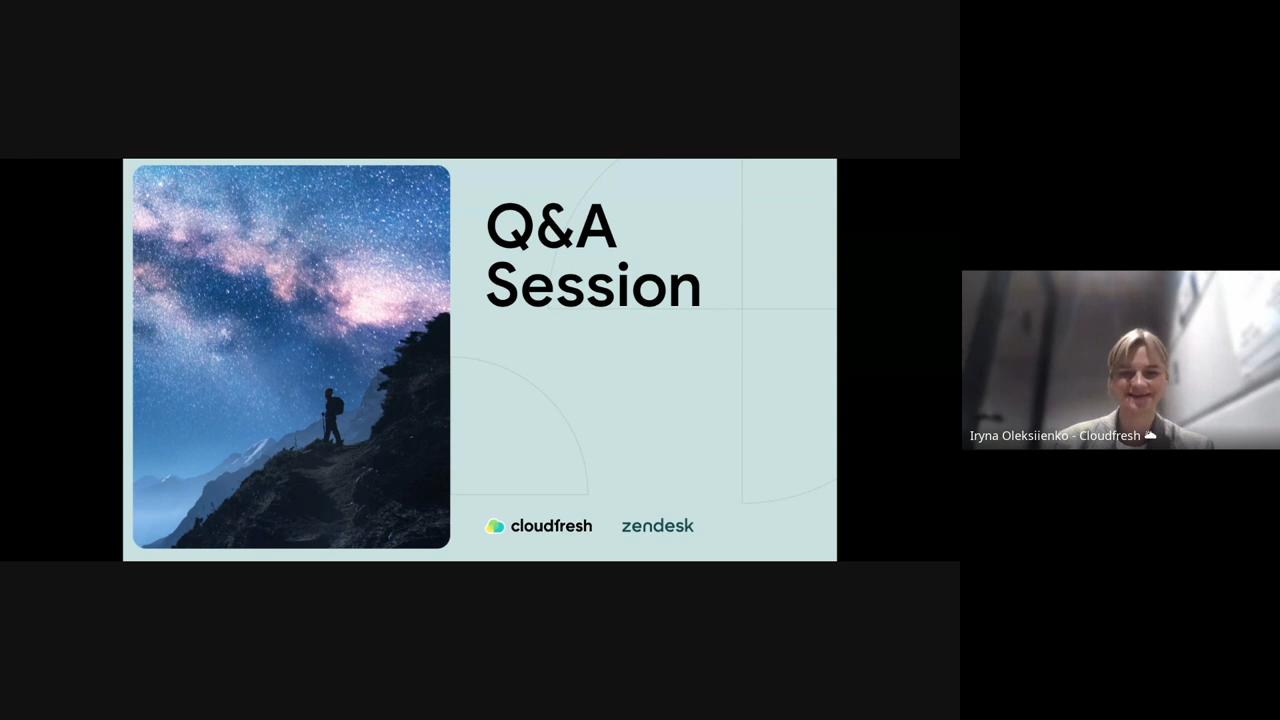 Q&A
Session
cloudfresh
zendesk
Iryna Oleksiienko - Cloudfresh